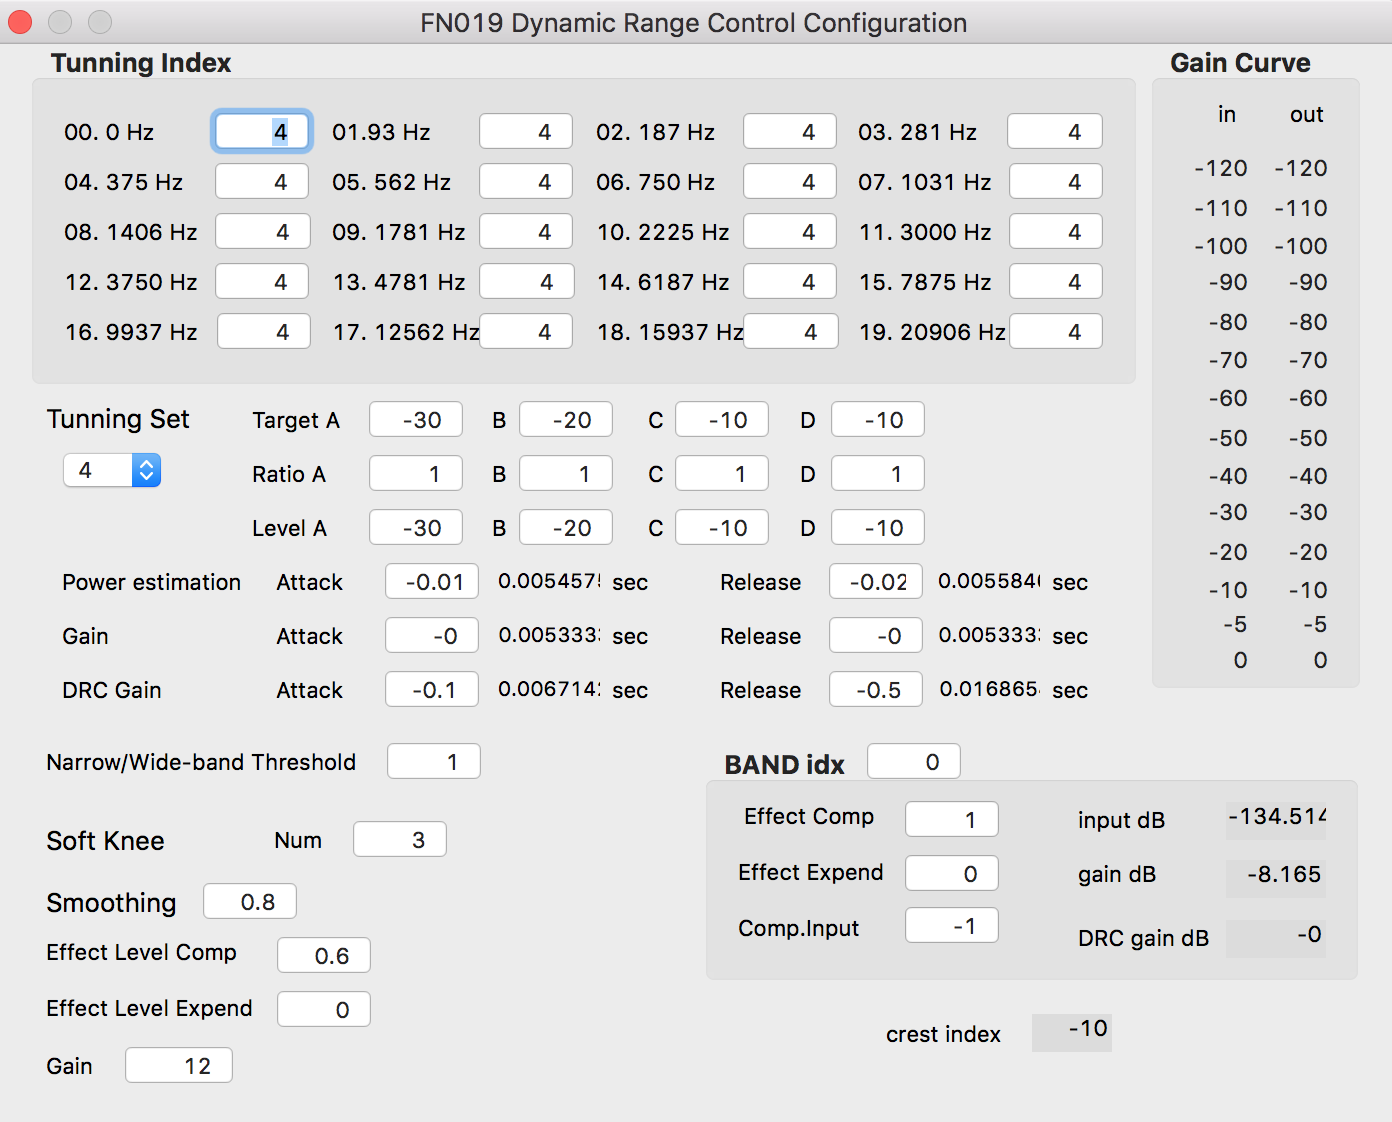 FN019 Dynamic Range Control Configuration
Tunning Index
00. 0 Hz 4 01.93 Hz 4 02. 187 Hz 4 03. 281 Hz 4
04. 375 Hz 4 05. 562 Hz 4 06. 750 Hz 4 07. 1031 Hz 4
08. 1406 Hz 4 09. 1781 Hz 4 10. 2225 Hz 4 11. 3000 Hz 4
12. 3750 Hz 4 13. 4781 Hz 4 14. 6187 Hz 4 15. 7875 Hz 4
16. 9937 Hz 4 17. 12562 Hz 4 18. 15937 Hz 4 19. 20906 Hz 4
Gain Curve
in out
-120 -120
-110 -110
-100 -100
-90 -90
-80 -80
-70 -70
-60 -60
-50 -50
-40 -40
-30 -30
-20 -20
-10 -10
-5 -5
0 0
Tunning Set
4
Target A -30 B -20 C -10 D -10
Ratio A 1 B 1 C 1 D 1
Level A -30 B -20 C -10 D -10
Power estimation Attack -0.01 0.005457 sec Release -0.02 0.005584 sec
Gain Attack -0 0.005333 sec Release -0 0.005333 sec
DRC Gain Attack -0.1 0.006714 sec Release -0.5 0.016865 sec
Narrow/Wide-band Threshold 1
Soft Knee Num 3
Smoothing 0.8
Effect Level Comp 0.6
Effect Level Expend 0
Gain 12
BAND idx 0
Effect Comp 1 input dB -134.514
Effect Expend 0 gain dB -8.165
Comp.Input -1 DRC gain dB -0
crest index -10